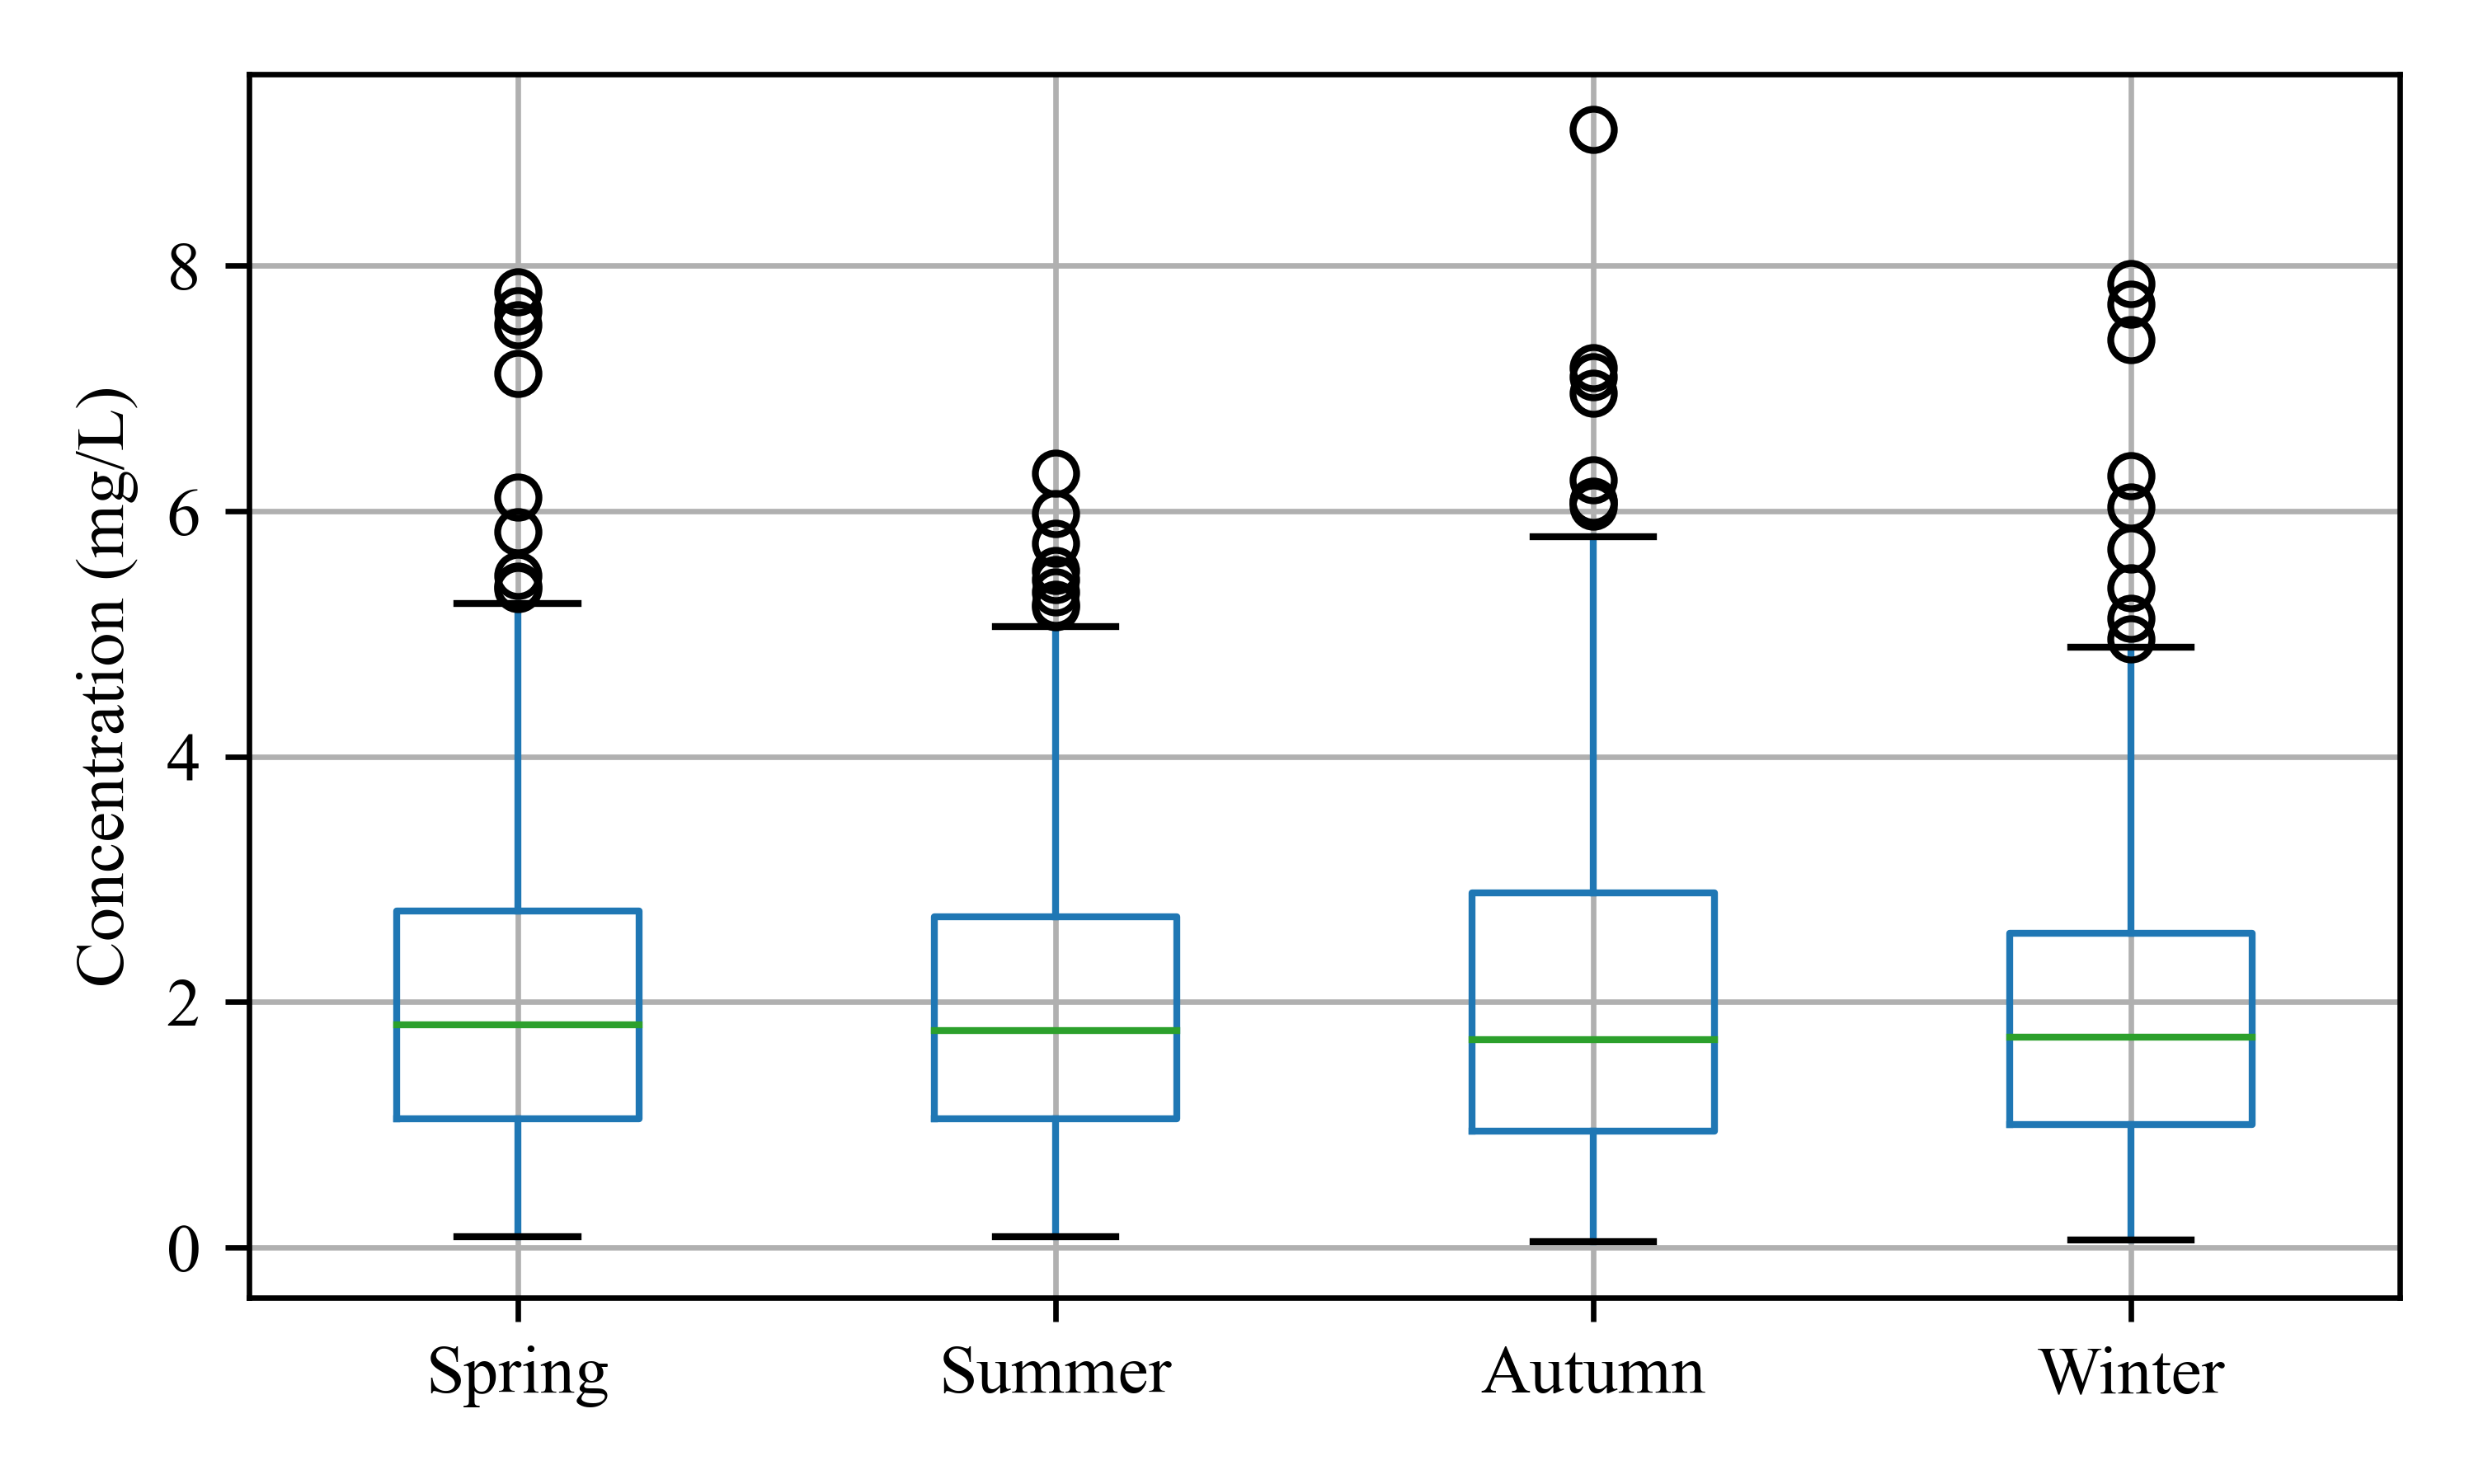 Concentration (mg/L)
8
6
4
2
0
Spring
Summer
Autumn
Winter